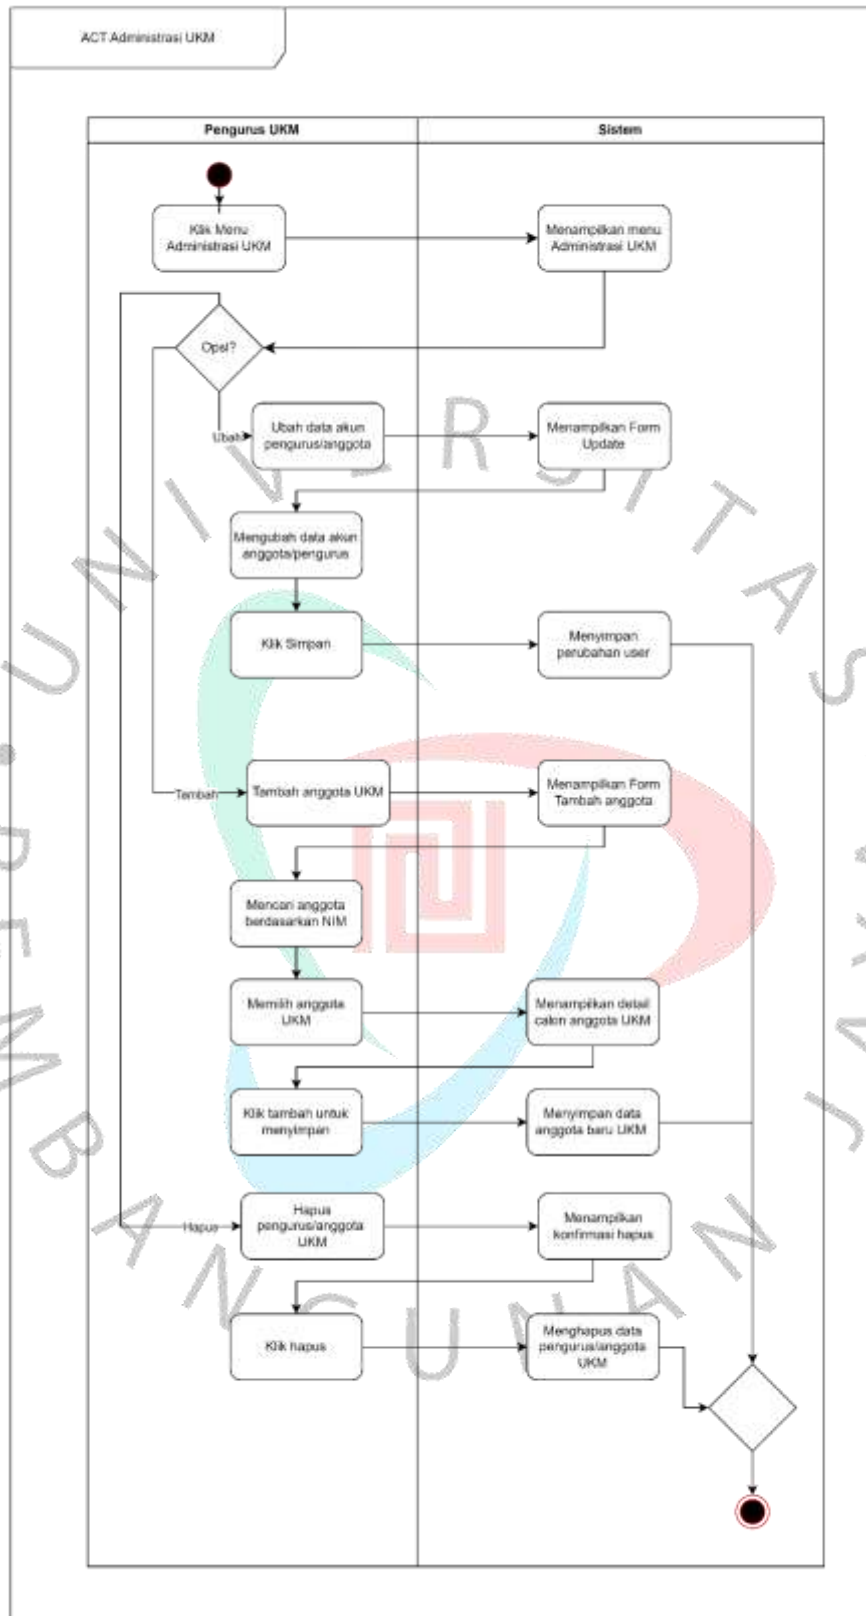 ACT Administrasi UKM
Pengurus UKM
Sistem
Klik Menu
Administrasi UKM
Menampilkan menu
Administrasi UKM
Opsi?
Ubah
Ubah data akun
pengurus/anggota
Menampilkan Form
Update
Mengubah data akun
anggota/pengurus
Klik Simpan
Menyimpan
perubahan user
Tambah
Tambah anggota UKM
Menampilkan Form
Tambah anggota
Mencari anggota
berdasarkan NIM
Memilih anggota
UKM
Menampilkan detail
calon anggota UKM
Klik tambah untuk
menyimpan
Menyimpan data
anggota baru UKM
Hapus
Hapus
pengurus/anggota
UKM
Menampilkan
konfirmasi hapus
Klik hapus
Menghapus data
pengurus/anggota
UKM
UNIVERSITAS
PEMBANGUNAN